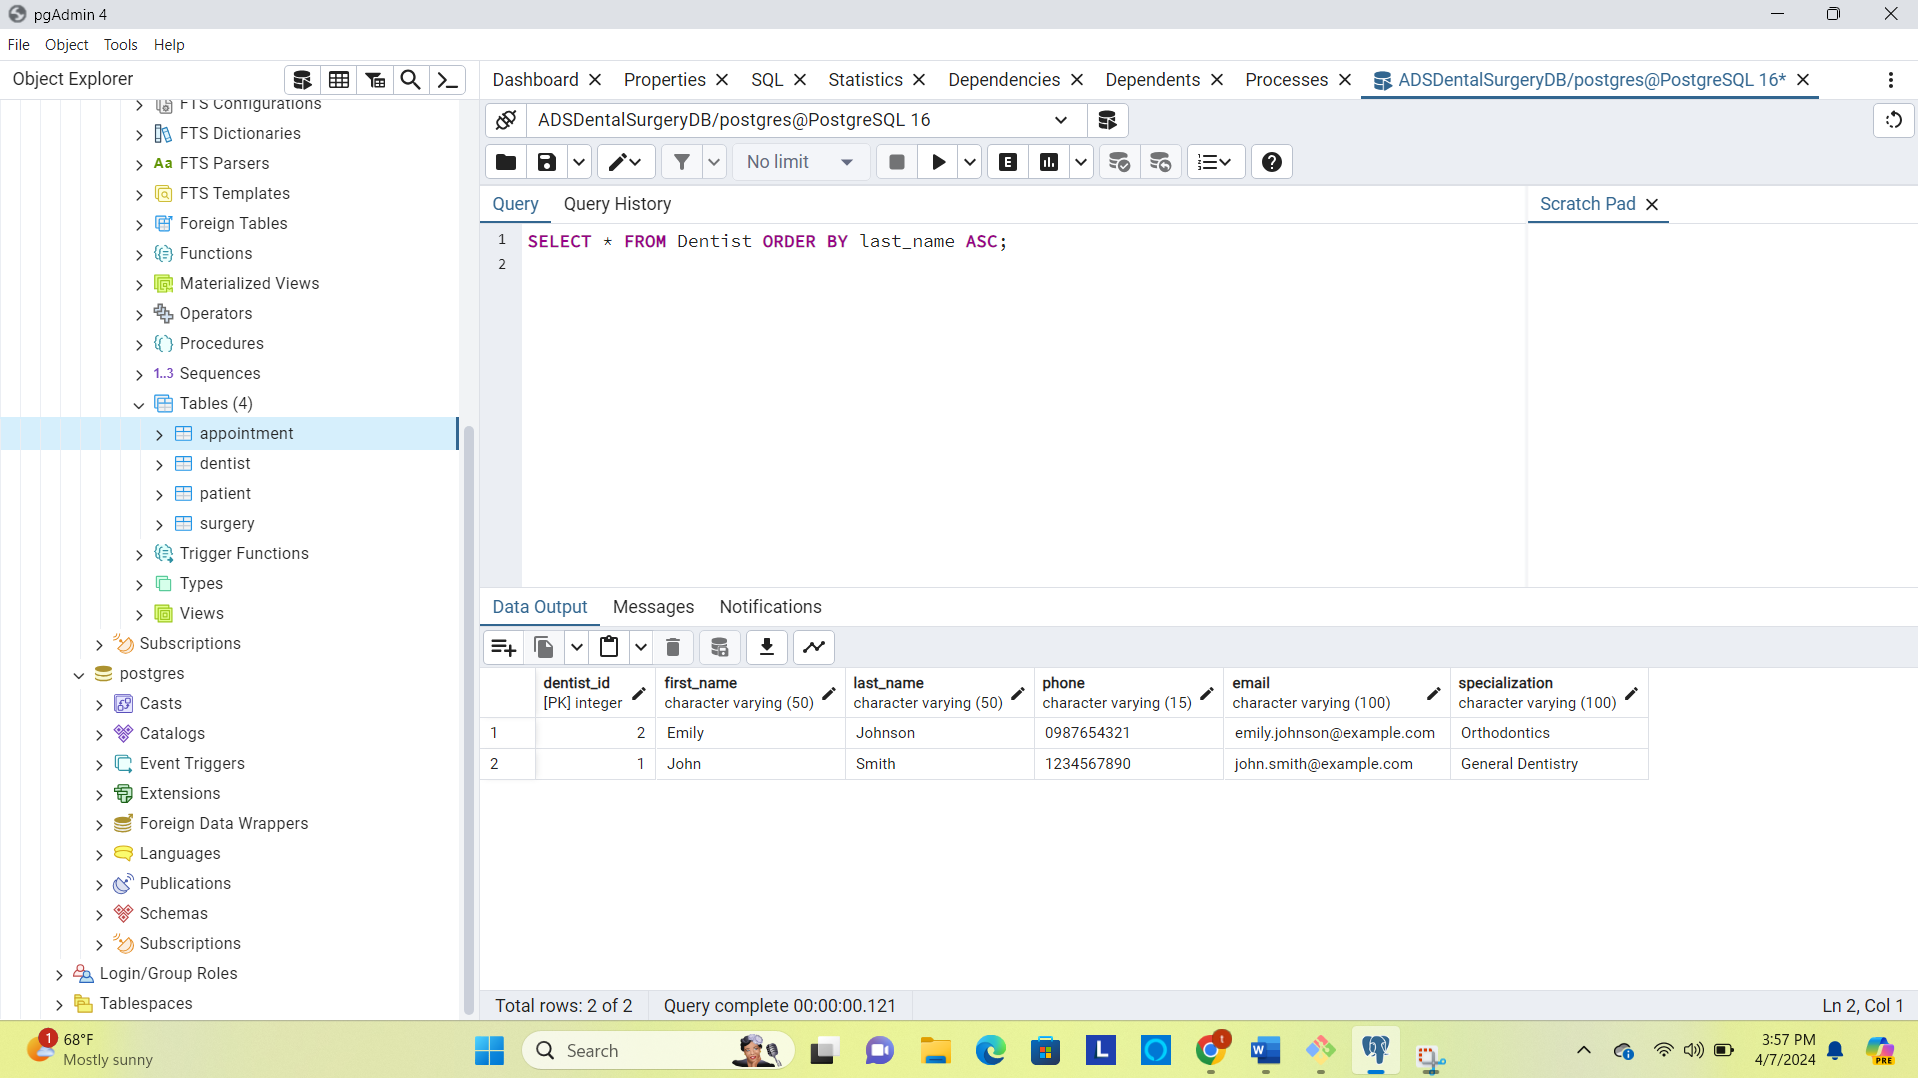 pgAdmin 4
File Object Tools Help
Object Explorer
Dashboard Properties SQL Statistics Dependencies Dependents Processes ADSDentalSurgeryDB/postgres@PostgreSQL 16*
FTS Configurations
FTS Dictionaries
Aa FTS Parsers
FTS Templates
Foreign Tables
Functions
Materialized Views
Operators
Procedures
1..3 Sequences
Tables (4)
appointment
dentist
patient
surgery
Trigger Functions
Types
Views
Subscriptions
postgres
Casts
Catalogs
Event Triggers
Extensions
Foreign Data Wrappers
Languages
Publications
Schemas
Subscriptions
Login/Group Roles
Tablespaces
ADSDentalSurgeryDB/postgres@PostgreSQL 16
No limit
E
Query Query History
Scratch Pad
1 SELECT * FROM Dentist ORDER BY last_name ASC;
2
Data Output Messages Notifications
dentist_id first_name last_name phone email specialization
[PK] integer character varying (50) character varying (50) character varying (15) character varying (100) character varying (100)
1 2 Emily Johnson 0987654321 emily.johnson@example.com Orthodontics
2 1 John Smith 1234567890 john.smith@example.com General Dentistry
Total rows: 2 of 2 Query complete 00:00:00.121 Ln 2, Col 1
1 68°F
Mostly sunny
Search
L
t
W
W
3:57 PM
4/7/2024
PRE